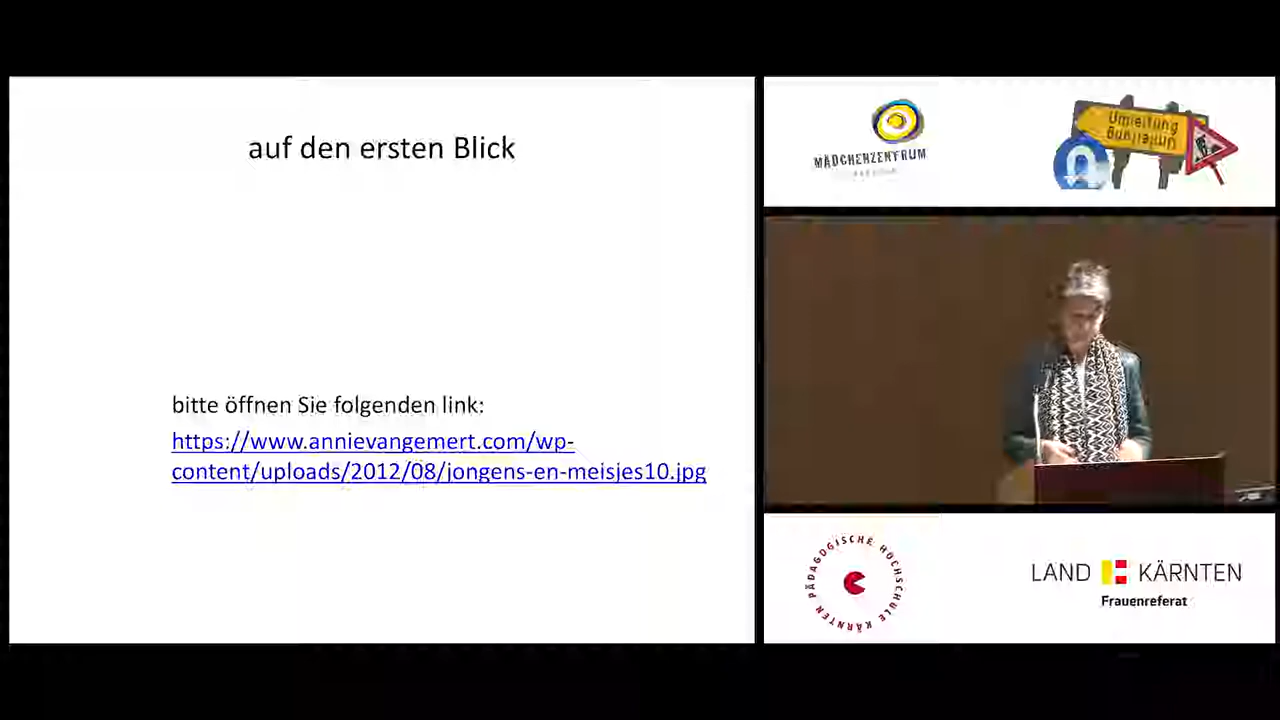 auf den ersten Blick
bitte öffnen Sie folgenden link:
https://www.annievangemert.com/wp-
content/uploads/2012/08/jongens-en-meisjes10.jpg
MÄDCHENZENTRUM
Umleitung
Umleitung
PÄDAGOGISCHE HOCHSCHULE KÄRNTEN
LAND KÄRNTEN
Frauenreferat